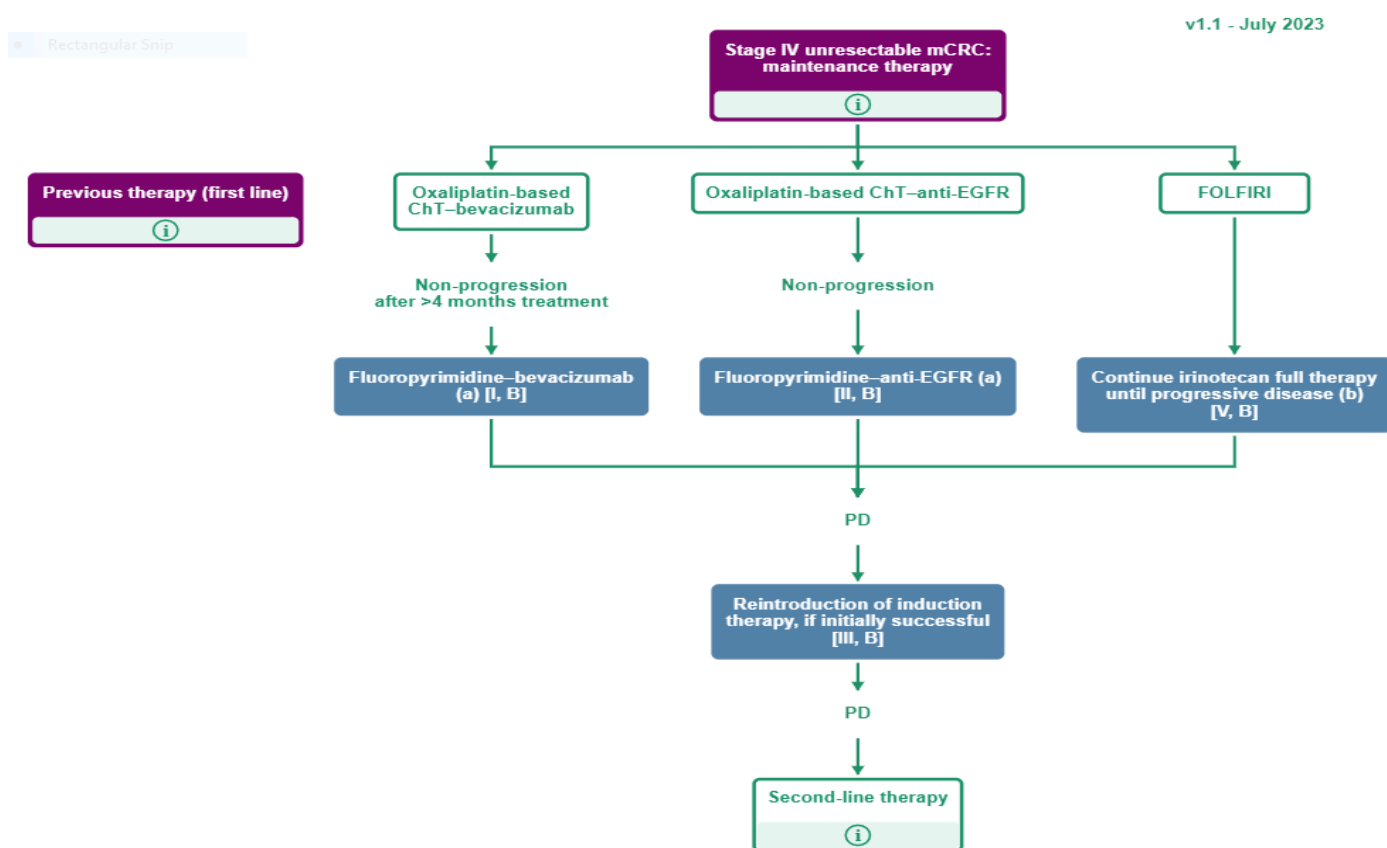 Rectangular Snip
v1.1 - July 2023
Stage IV unresectable mCRC:
maintenance therapy
i
Previous therapy (first line)
i
Oxaliplatin-based
ChT–bevacizumab
Oxaliplatin-based ChT–anti-EGFR
FOLFIRI
Non-progression
after >4 months treatment
Non-progression
Fluoropyrimidine–bevacizumab
(a) [I, B]
Fluoropyrimidine–anti-EGFR (a)
[II, B]
Continue irinotecan full therapy
until progressive disease (b)
[V, B]
PD
Reintroduction of induction
therapy, if initially successful
[III, B]
PD
Second-line therapy
i